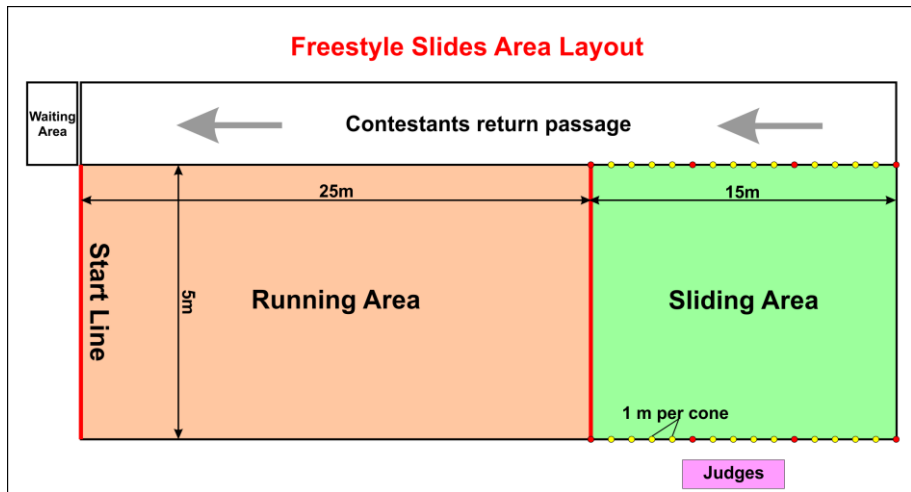 Freestyle Slides Area Layout
Waiting
Area
Contestants return passage
25m
15m
Start Line
5m
Running Area
Sliding Area
1 m per cone
Judges